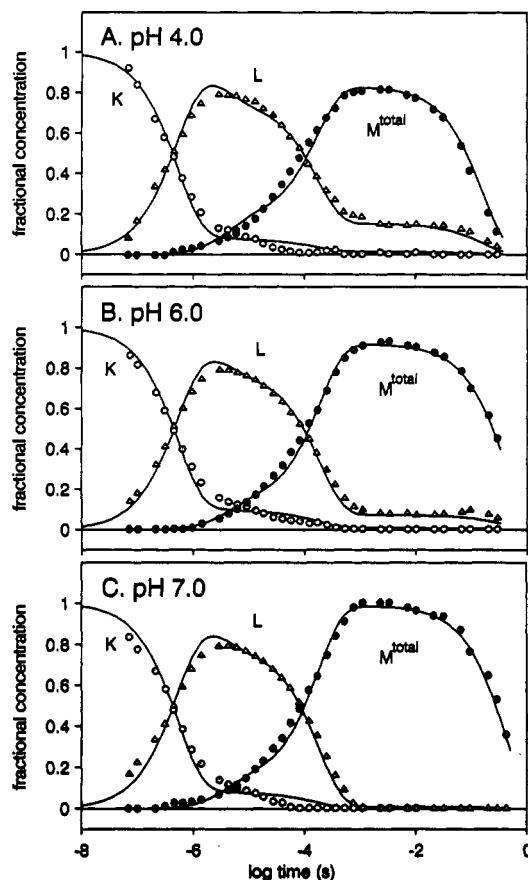 A. pH 4.0
K
L
M^total
fractional concentration
1
0.8
0.6
0.4
0.2
0
B. pH 6.0
K
L
M^total
fractional concentration
1
0.8
0.6
0.4
0.2
0
C. pH 7.0
K
L
M^total
fractional concentration
1
0.8
0.6
0.4
0.2
0
-8
-6
-4
-2
0
log time (s)